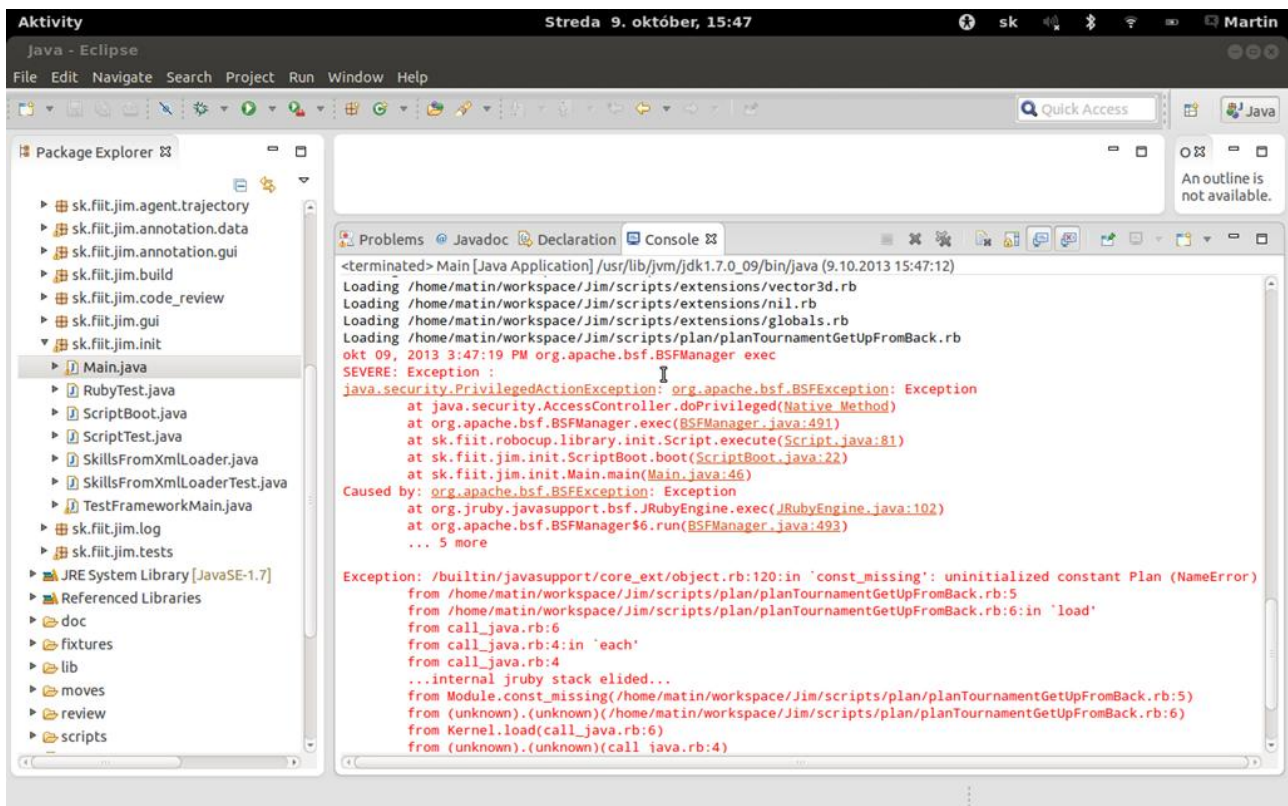 Aktivity
Streda 9. október, 15:47
sk
Martin
Java - Eclipse
File Edit Navigate Search Project Run Window Help
Quick Access
Java
Package Explorer
sk.fiit.jim.agent.trajectory
sk.fiit.jim.annotation.data
sk.fiit.jim.annotation.gui
sk.fiit.jim.build
sk.fiit.jim.code_review
sk.fiit.jim.gui
sk.fiit.jim.init
Main.java
RubyTest.java
ScriptBoot.java
ScriptTest.java
SkillsFromXmlLoader.java
SkillsFromXmlLoaderTest.java
TestFrameworkMain.java
sk.fiit.jim.log
sk.fiit.jim.tests
JRE System Library [JavaSE-1.7]
Referenced Libraries
doc
fixtures
lib
moves
review
scripts
O
An outline is
not available.
Problems @ Javadoc Declaration Console
<terminated> Main [Java Application] /usr/lib/jvm/jdk1.7.0_09/bin/java (9.10.2013 15:47:12)
Loading /home/matin/workspace/Jim/scripts/extensions/vector3d.rb
Loading /home/matin/workspace/Jim/scripts/extensions/nil.rb
Loading /home/matin/workspace/Jim/scripts/extensions/globals.rb
Loading /home/matin/workspace/Jim/scripts/plan/planTournamentGetUpFromBack.rb
okt 09, 2013 3:47:19 PM org.apache.bsf.BSFManager exec
SEVERE: Exception :
java.security.PrivilegedActionException: org.apache.bsf.BSFException: Exception
at java.security.AccessController.doPrivileged(Native Method)
at org.apache.bsf.BSFManager.exec(BSFManager.java:491)
at sk.fiit.robocup.library.init.Script.execute(Script.java:81)
at sk.fiit.jim.init.ScriptBoot.boot(ScriptBoot.java:22)
at sk.fiit.jim.init.Main.main(Main.java:46)
Caused by: org.apache.bsf.BSFException: Exception
at org.jruby.javasupport.bsf.JRubyEngine.exec(JRubyEngine.java:102)
at org.apache.bsf.BSFManager$6.run(BSFManager.java:493)
... 5 more
Exception: /builtin/javasupport/core_ext/object.rb:120:in `const_missing': uninitialized constant Plan (NameError)
from /home/matin/workspace/Jim/scripts/plan/planTournamentGetUpFromBack.rb:5
from /home/matin/workspace/Jim/scripts/plan/planTournamentGetUpFromBack.rb:6:in `load'
from call_java.rb:6
from call_java.rb:4:in `each'
from call_java.rb:4
...internal jruby stack elided...
from Module.const_missing(/home/matin/workspace/Jim/scripts/plan/planTournamentGetUpFromBack.rb:5)
from (unknown).(unknown)(/home/matin/workspace/Jim/scripts/plan/planTournamentGetUpFromBack.rb:6)
from Kernel.load(call_java.rb:6)
from (unknown).(unknown)(call_java.rb:4)